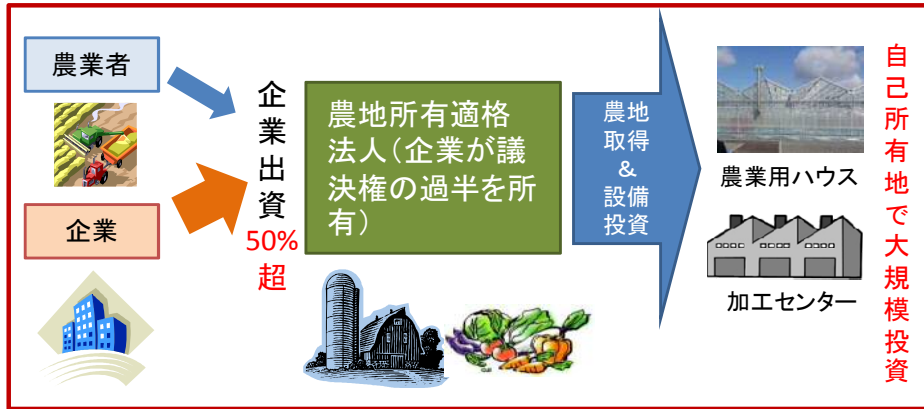 農業者
企業
企業出資
50%
超
農地所有適格
法人(企業が議
決権の過半を所
有)
農地
取得
&
設備
投資
農業用ハウス
加工センター
自己所有地で大規模投資